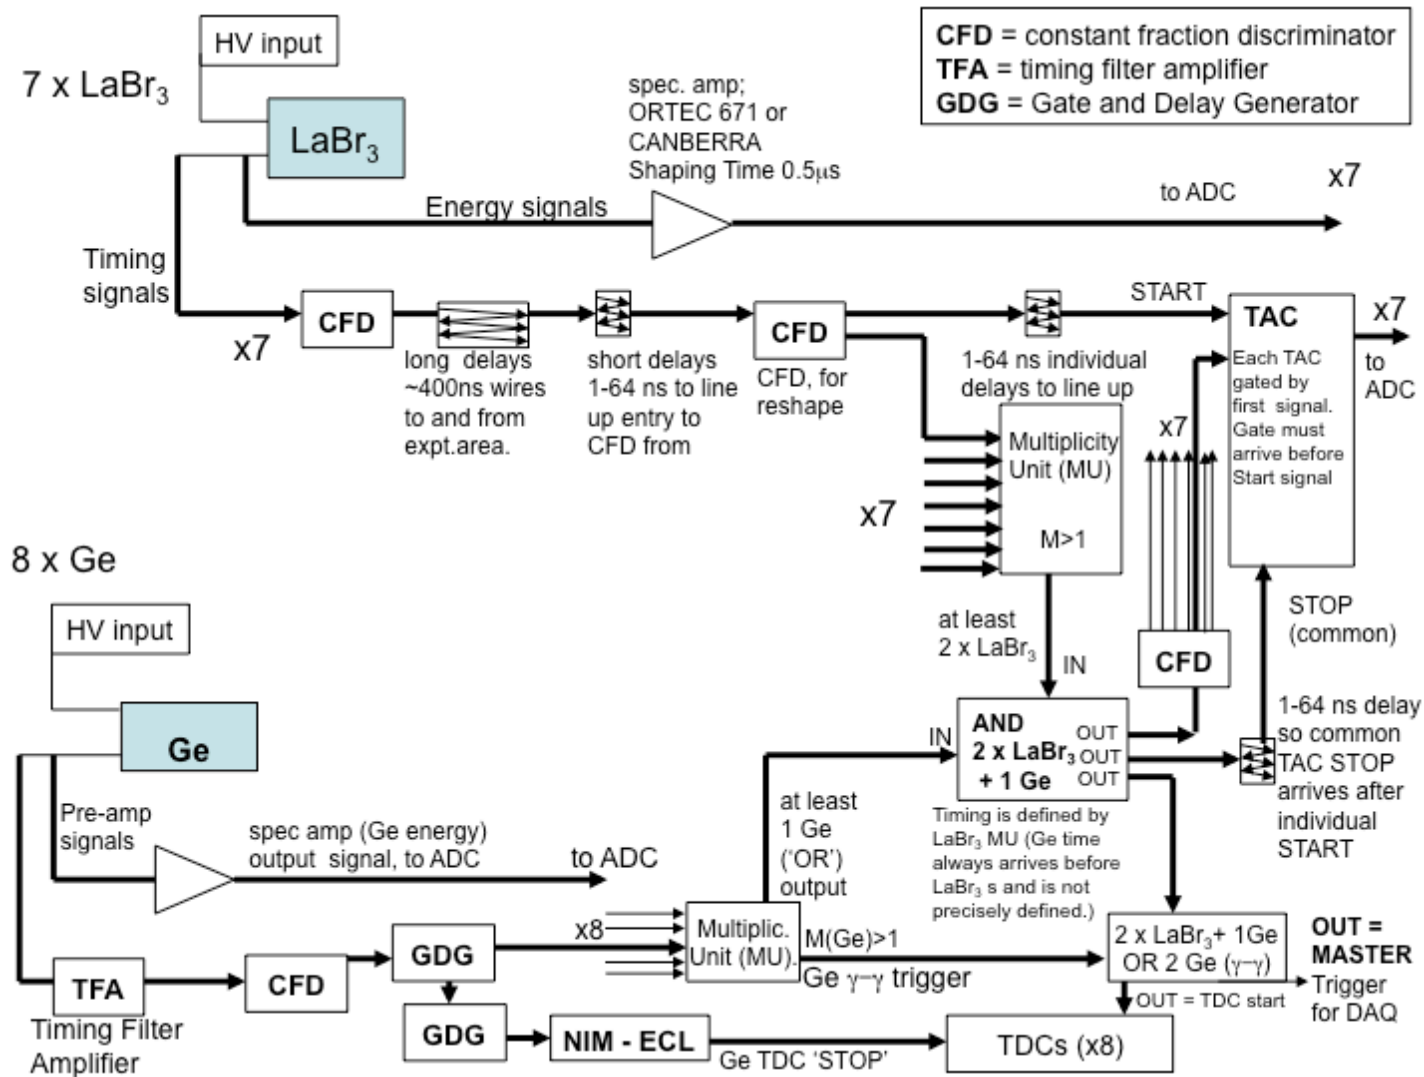 HV input
7 x LaBr3
LaBr3
CFD = constant fraction discriminator
TFA = timing filter amplifier
GDG = Gate and Delay Generator
spec. amp;
ORTEC 671 or
CANBERRA
Shaping Time 0.5μs
Energy signals
to ADC
x7
Timing
signals
x7
CFD
long delays
~400ns wires
to and from
expt.area.
short delays
1-64 ns to line
up entry to
CFD from
CFD
CFD, for
reshape
1-64 ns individual
delays to line up
START
TAC
Each TAC
gated by
first signal.
Gate must
arrive before
Start signal
x7
to
ADC
x7
Multiplicity
Unit (MU)
M>1
x7
at least
2 x LaBr3
IN
CFD
STOP
(common)
8 x Ge
HV input
Ge
Pre-amp
signals
spec amp (Ge energy)
output signal, to ADC
to ADC
IN
AND
2 x LaBr3
+ 1 Ge
OUT
OUT
OUT
1-64 ns delay
so common
TAC STOP
arrives after
individual
START
at least
1 Ge
('OR')
output
Timing is defined by
LaBr3 MU (Ge time
always arrives before
LaBr3 s and is not
precisely defined.)
TFA
Timing Filter
Amplifier
CFD
GDG
x8
Multiplic.
Unit (MU).
M(Ge)>1
Ge γ–γ trigger
2 x LaBr3+ 1Ge
OR 2 Ge (γ–γ)
OUT =
MASTER
Trigger
for DAQ
OUT = TDC start
GDG
NIM - ECL
Ge TDC 'STOP'
TDCs (x8)